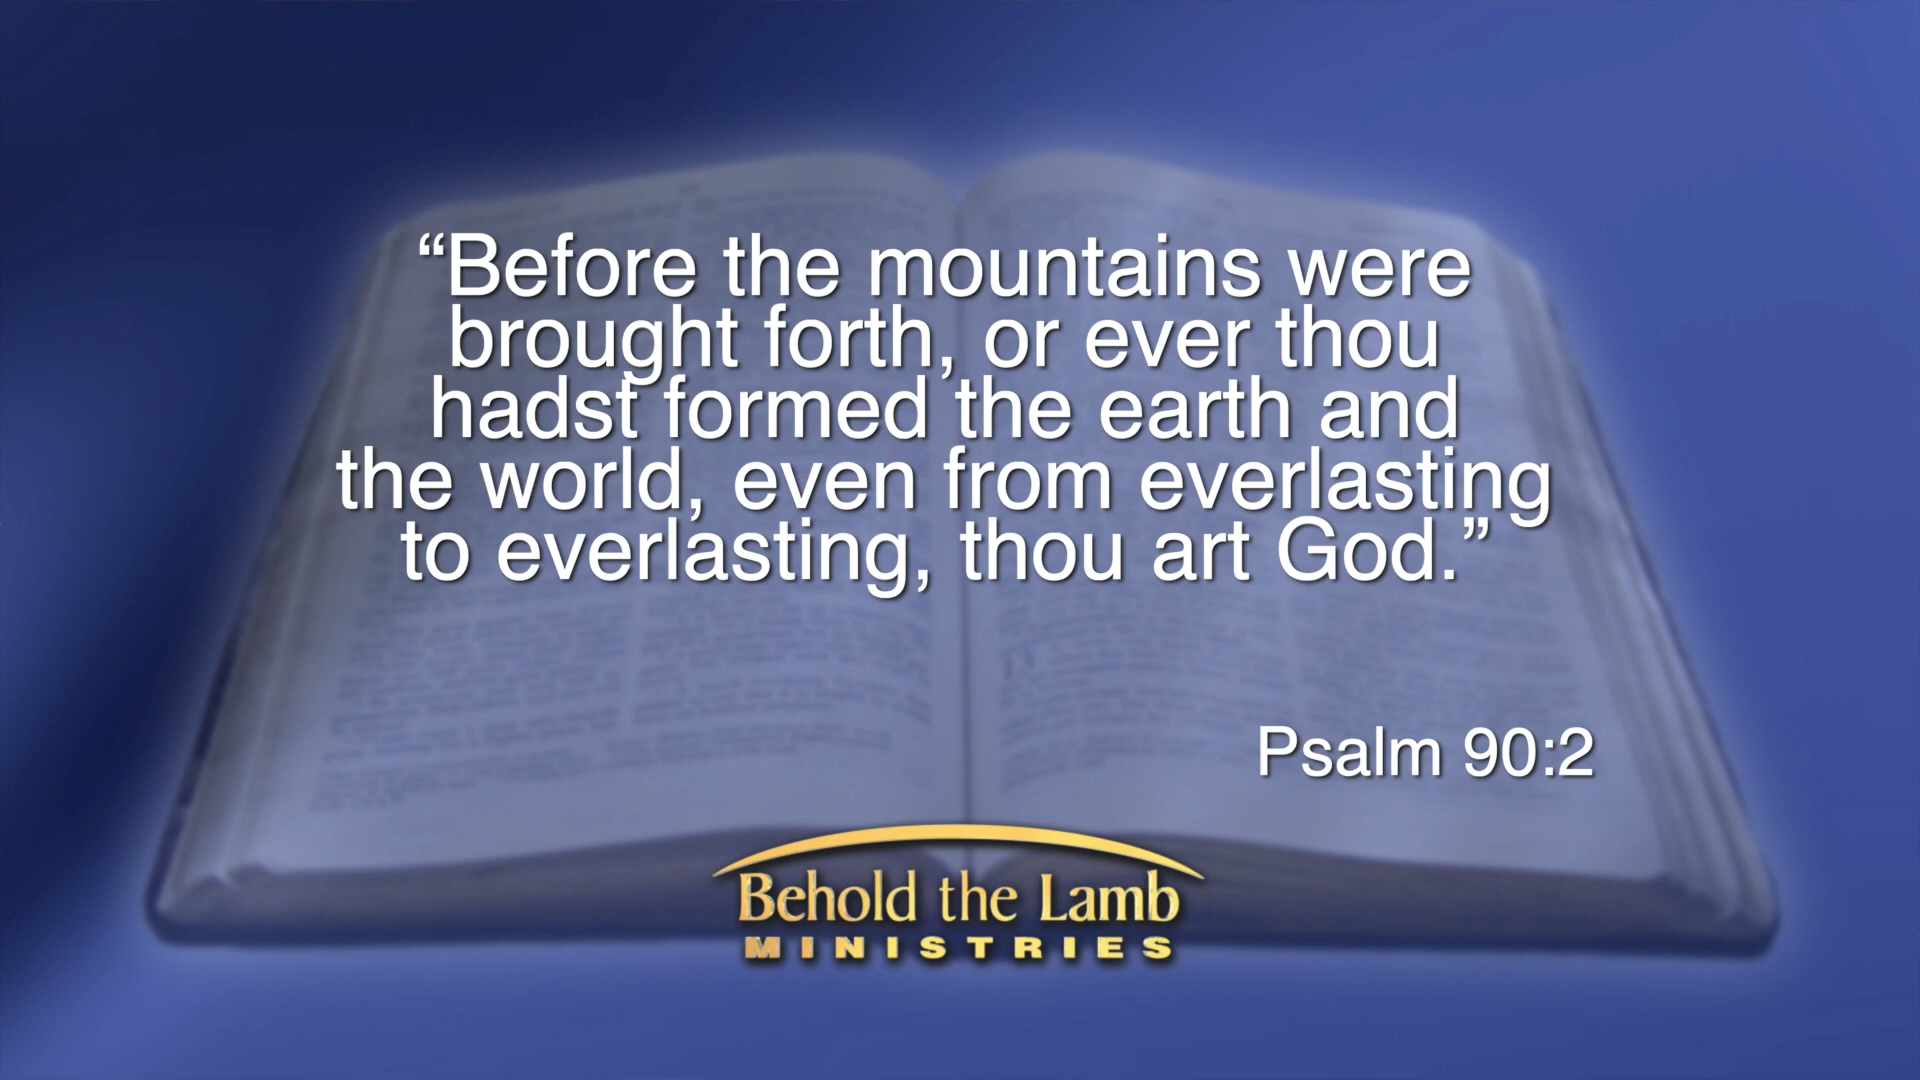 “Before the mountains were
brought forth, or ever thou
hadst formed the earth and
the world, even from everlasting
to everlasting, thou art God.”
Psalm 90:2
Behold the Lamb
MINISTRIES